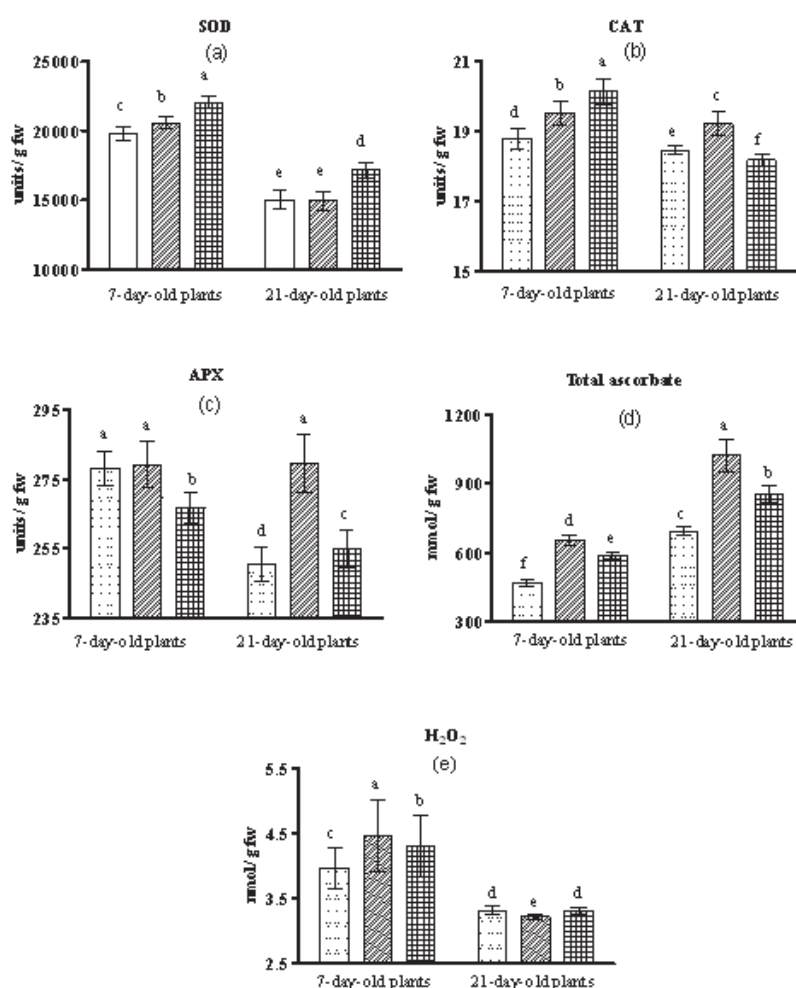 SOD
(a)
units/ g fw
25000
20000
15000
10000
c
b
a
e
e
d
7-day-old plants
21-day-old plants
CAT
(b)
units/ g fw
21
19
17
15
d
b
a
e
c
f
7-day-old plants
21-day-old plants
APX
(c)
units/ g fw
295
275
255
235
a
a
b
d
a
c
7-day-old plants
21-day-old plants
Total ascorbate
(d)
mmol/ g fw
1200
900
600
300
f
d
e
c
a
b
7-day-old plants
21-day-old plants
H₂O₂
(e)
nmol/ g fw
5.5
4.5
3.5
2.5
c
a
b
d
e
d
7-day-old plants
21-day-old plants